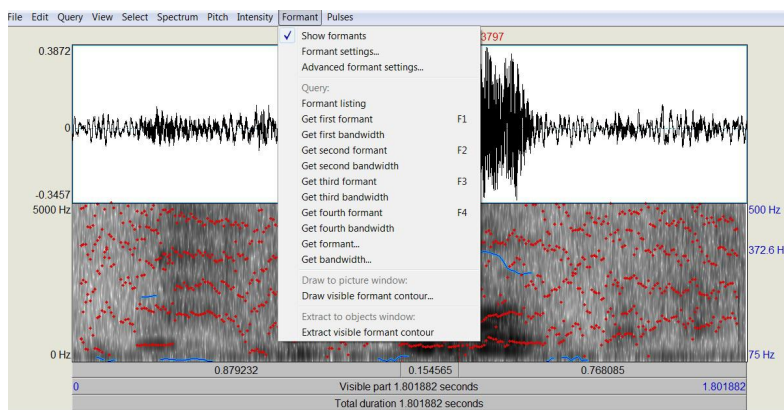 File Edit Query View Select Spectrum Pitch Intensity Formant Pulses
✓ Show formants
Formant settings...
Advanced formant settings...
Query:
Formant listing
Get first formant F1
Get first bandwidth
Get second formant F2
Get second bandwidth
Get third formant F3
Get third bandwidth
Get fourth formant F4
Get fourth bandwidth
Get formant...
Get bandwidth...
Draw to picture window:
Draw visible formant contour...
Extract to objects window:
Extract visible formant contour
3797
0.3872
0
-0.3457
5000 Hz
500 Hz
372.6 H
0 Hz
75 Hz
0.879232 0.154565 0.768085
0 Visible part 1.801882 seconds 1.801882
Total duration 1.801882 seconds